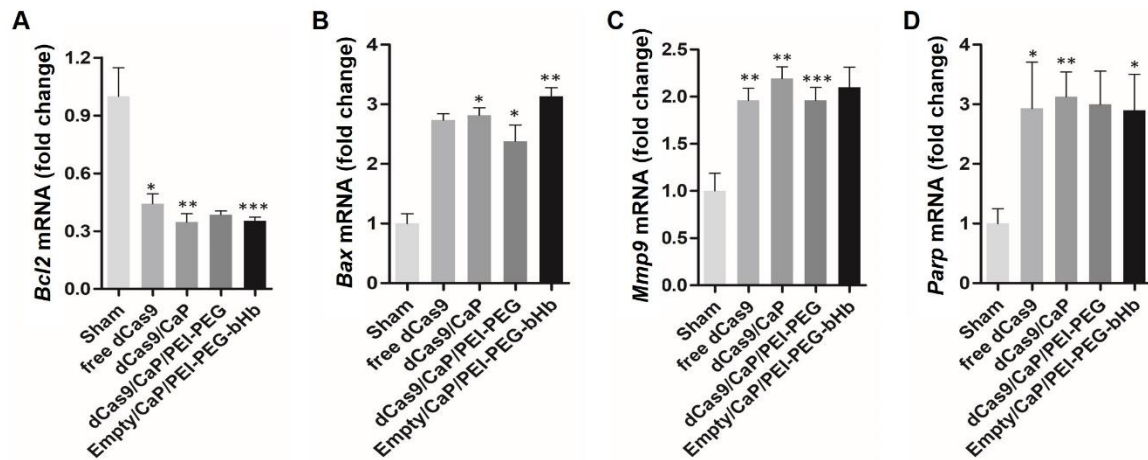 A
Bcl2 mRNA (fold change)
1.2
0.9
0.6
0.3
0.0
*
**
***
Sham
free dCas9
dCas9/CaP
dCas9/CaP/PEI-PEG
Empty/CaP/PEI-PEG-bHb
B
Bax mRNA (fold change)
4
3
2
1
0
*
*
**
Sham
free dCas9
dCas9/CaP
dCas9/CaP/PEI-PEG
Empty/CaP/PEI-PEG-bHb
C
Mmp9 mRNA (fold change)
2.5
2.0
1.5
1.0
0.5
0.0
**
**
***
Sham
free dCas9
dCas9/CaP
dCas9/CaP/PEI-PEG
Empty/CaP/PEI-PEG-bHb
D
Parp mRNA (fold change)
4
3
2
1
0
*
**
*
Sham
free dCas9
dCas9/CaP
dCas9/CaP/PEI-PEG
Empty/CaP/PEI-PEG-bHb